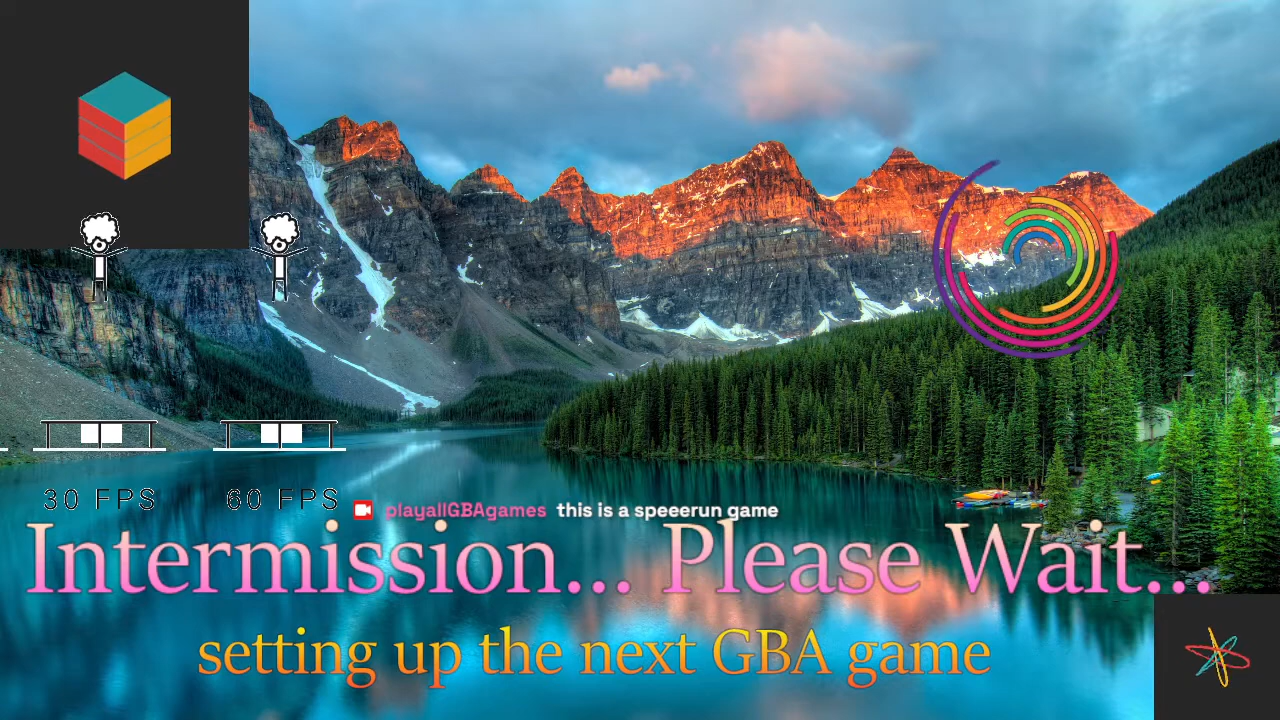 30 FPS 60 FPS
playallGBAgames this is a speeerun game
Intermission... Please Wait...
setting up the next GBA game